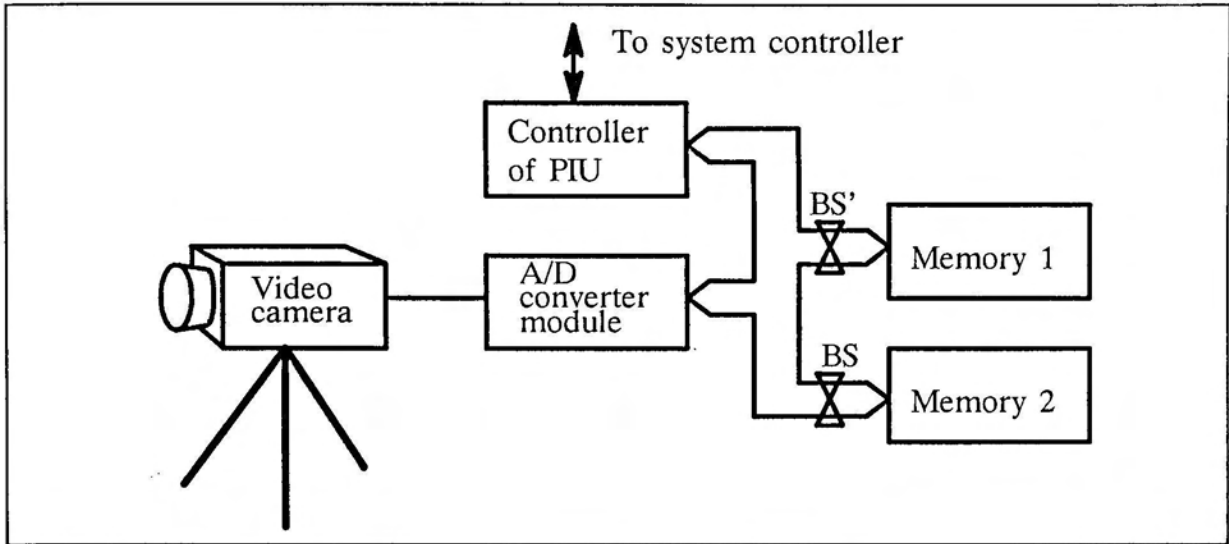 To system controller
Controller
of PIU
BS’
Memory 1
Video
camera
A/D
converter
module
BS
Memory 2